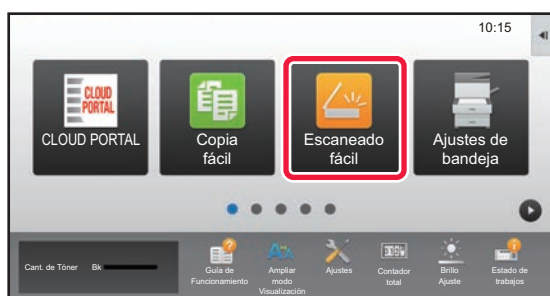 10:15
CLOUD
PORTAL
CLOUD PORTAL
Copia
fácil
Escaneado
fácil
Ajustes de
bandeja
Cant. de Tóner Bk
Guía de
Funcionamiento
Ampliar
modo
Visualización
Ajustes
Contador
total
Brillo
Ajuste
Estado de
trabajos